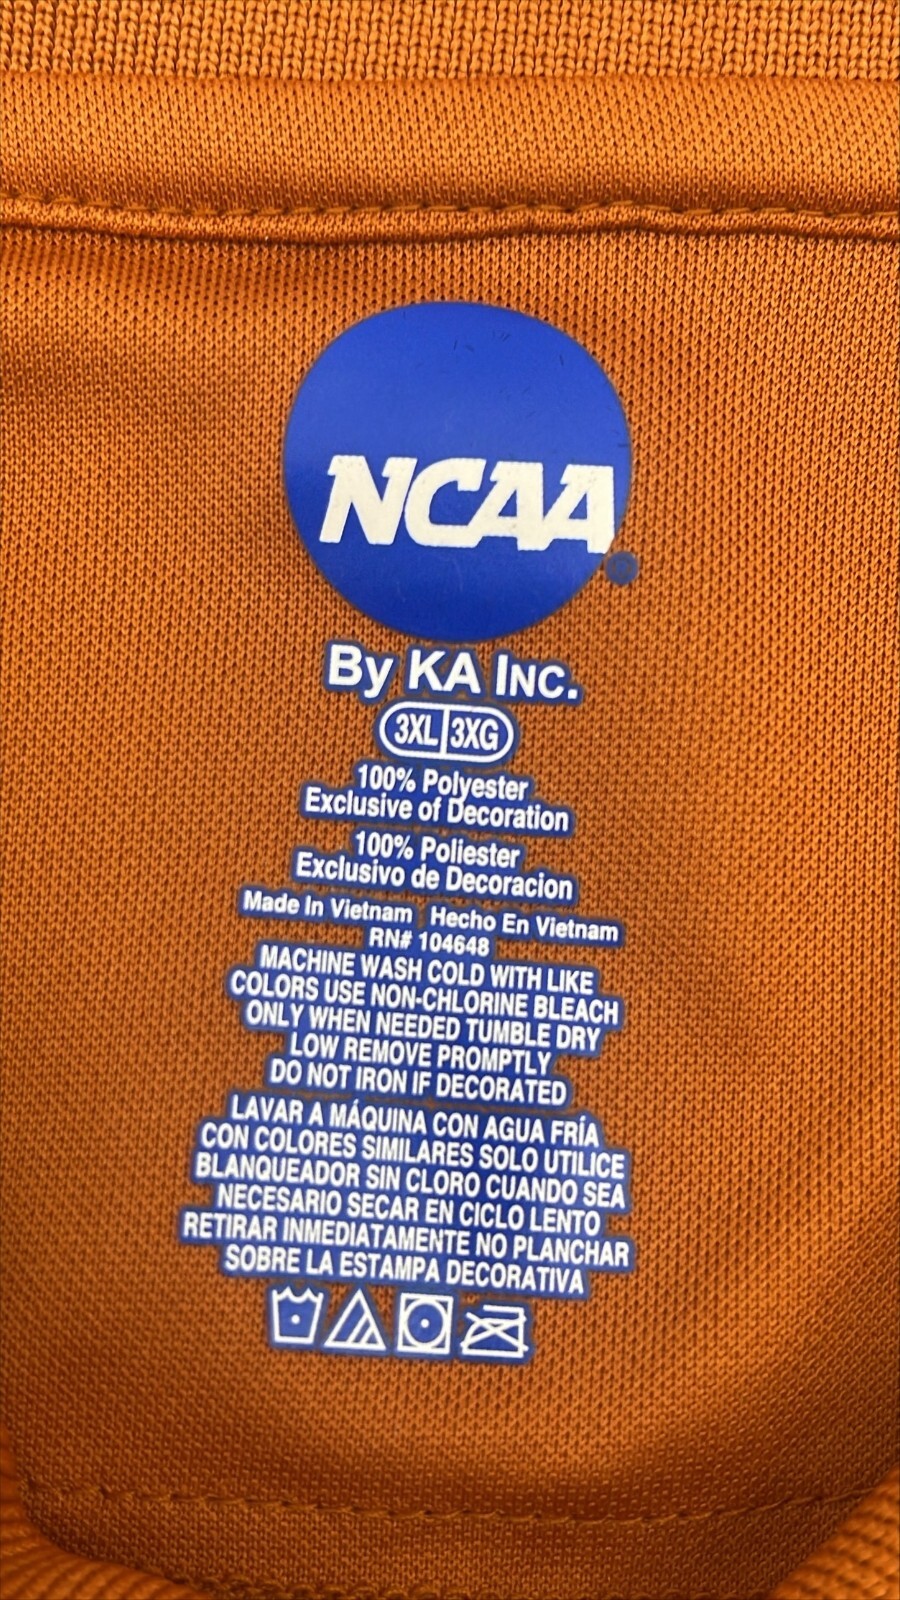 NCAA
By KA INC.
3XL 3XG
100% Polyester
Exclusive of Decoration
100% Poliester
Exclusivo de Decoracion
Made In Vietnam Hecho En Vietnam
RN# 104648
MACHINE WASH COLD WITH LIKE
COLORS USE NON-CHLORINE BLEACH
ONLY WHEN NEEDED TUMBLE DRY
LOW REMOVE PROMPTLY
DO NOT IRON IF DECORATED
LAVAR A MÁQUINA CON AGUA FRÍA
CON COLORES SIMILARES SOLO UTILICE
BLANQUEADOR SIN CLORO CUANDO SEA
NECESARIO SECAR EN CICLO LENTO
RETIRAR INMEDIATAMENTE NO PLANCHAR
SOBRE LA ESTAMPA DECORATIVA